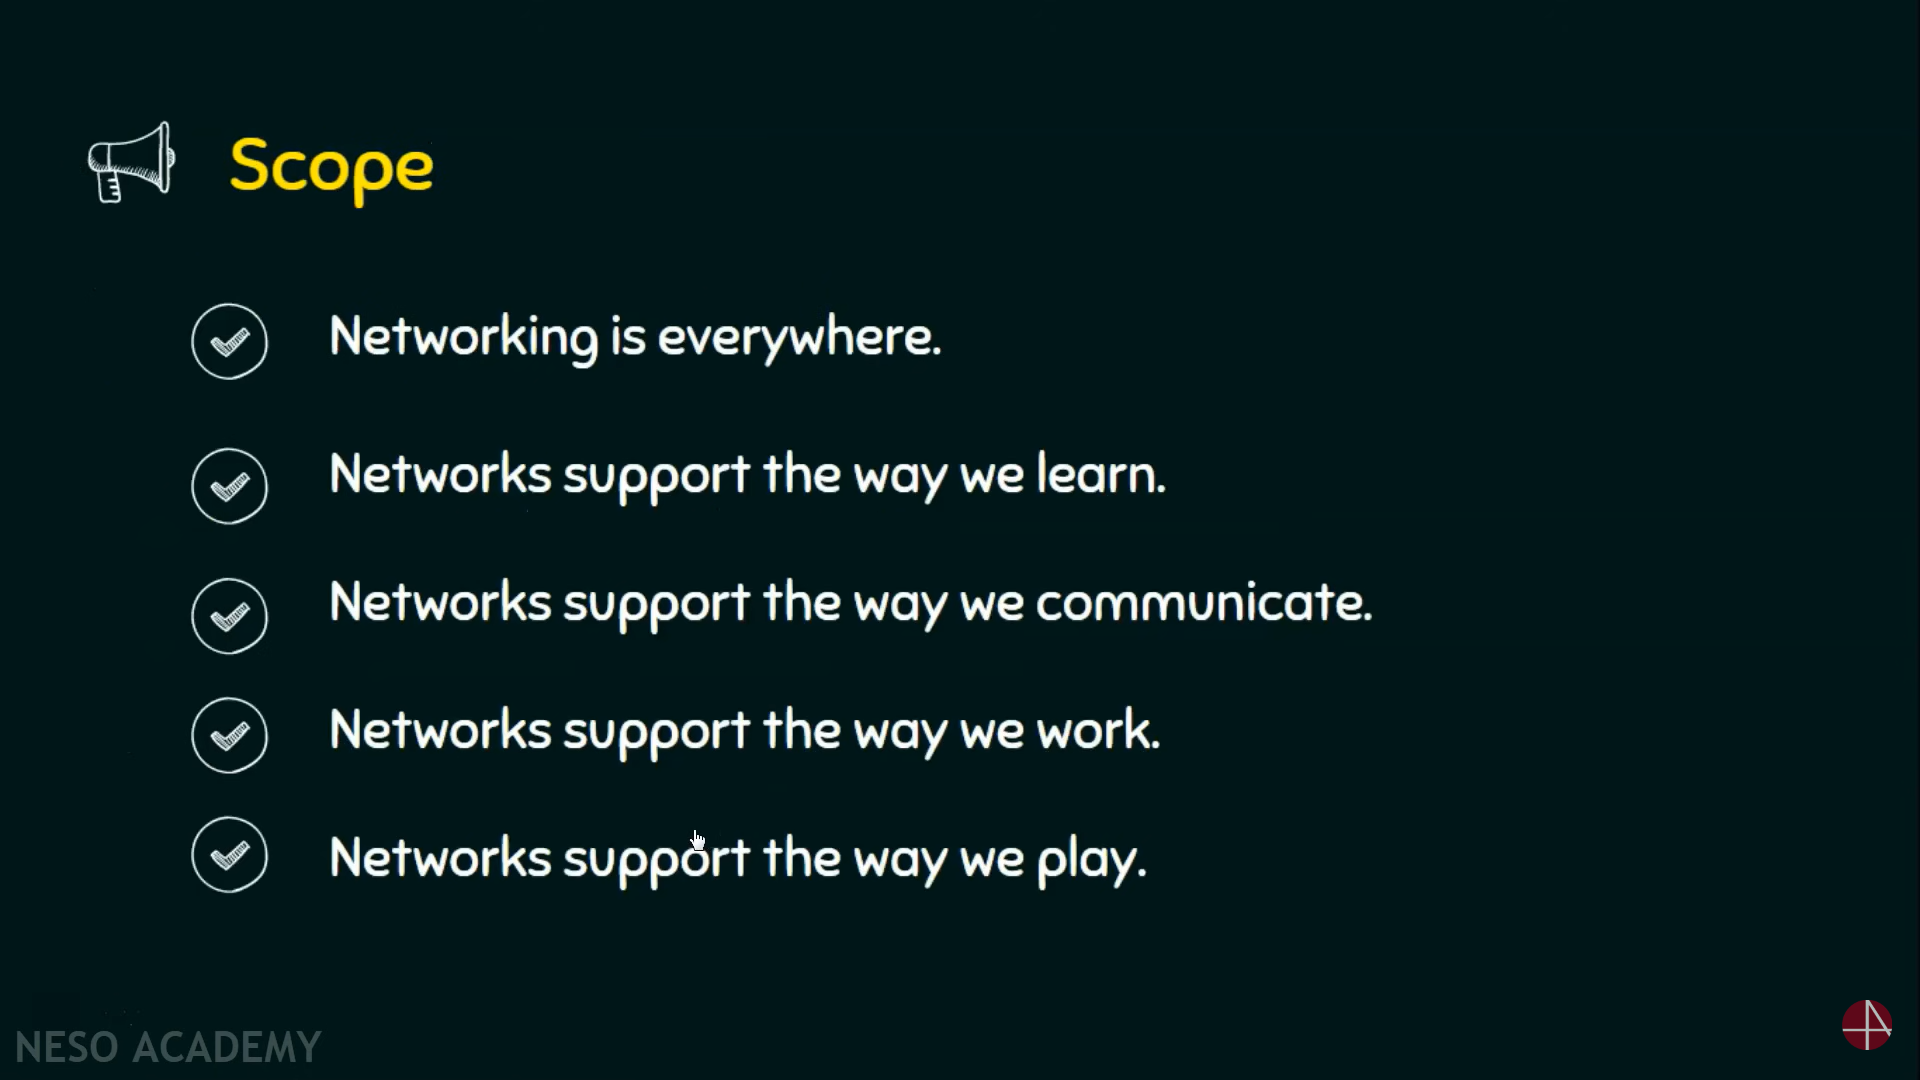 Scope
Networking is everywhere.
Networks support the way we learn.
Networks support the way we communicate.
Networks support the way we work.
Networks support the way we play.
NESO ACADEMY